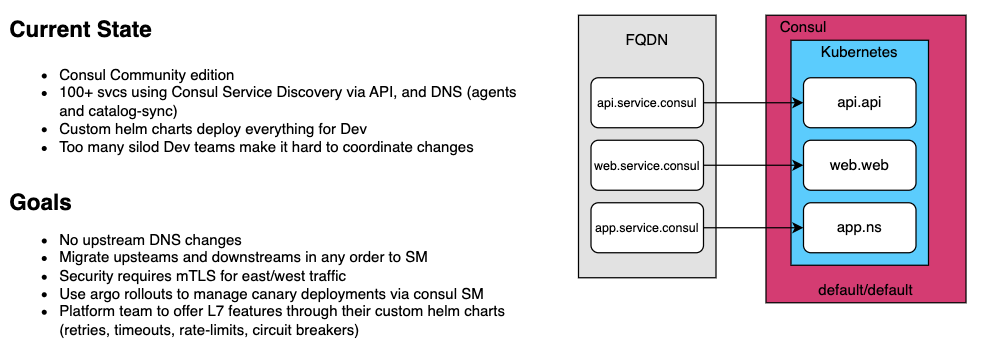 Current State
• Consul Community edition
• 100+ svcs using Consul Service Discovery via API, and DNS (agents
and catalog-sync)
• Custom helm charts deploy everything for Dev
• Too many silod Dev teams make it hard to coordinate changes
Goals
• No upstream DNS changes
• Migrate upsteams and downstreams in any order to SM
• Security requires mTLS for east/west traffic
• Use argo rollouts to manage canary deployments via consul SM
• Platform team to offer L7 features through their custom helm charts
(retries, timeouts, rate-limits, circuit breakers)
FQDN
api.service.consul
web.service.consul
app.service.consul
Consul
Kubernetes
api.api
web.web
app.ns
default/default